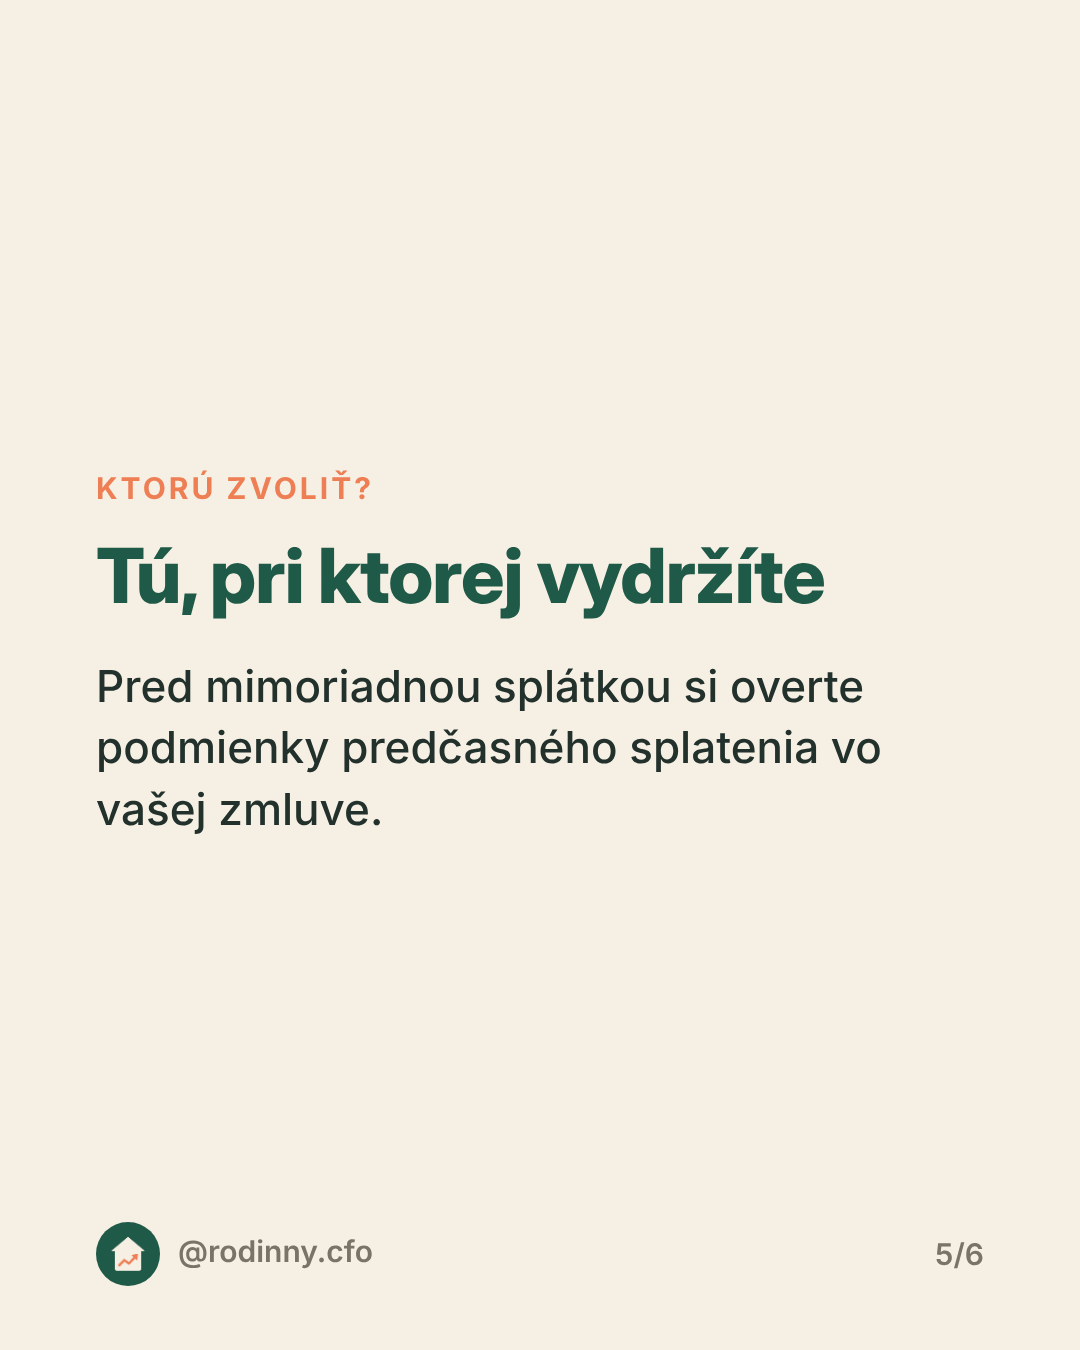 KTORÚ ZVOLIŤ?
Tú, pri ktorej vydržíte
Pred mimoriadnou splátkou si overte
podmienky predčasného splatenia vo
vašej zmluve.
@rodinny.cfo
5/6